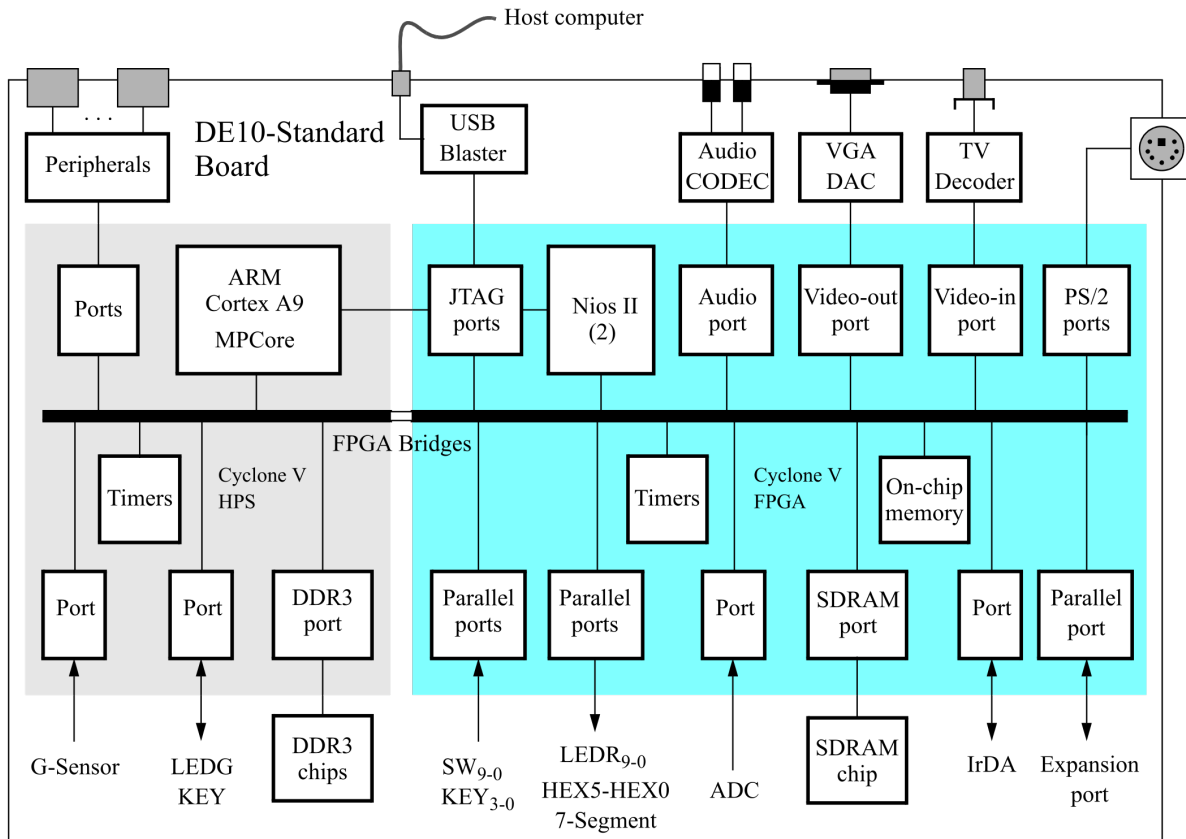 Host computer
DE10-Standard
Board
. . .
Peripherals
USB
Blaster
Audio
CODEC
VGA
DAC
TV
Decoder
Ports
ARM
Cortex A9
MPCore
JTAG
ports
Nios II
(2)
Audio
port
Video-out
port
Video-in
port
PS/2
ports
FPGA Bridges
Timers
Cyclone V
HPS
Timers
Cyclone V
FPGA
On-chip
memory
Port
Port
DDR3
port
Parallel
ports
Parallel
ports
Port
SDRAM
port
Port
Parallel
port
G-Sensor
LEDG
KEY
DDR3
chips
SW9-0
KEY3-0
LEDR9-0
HEX5-HEX0
7-Segment
ADC
SDRAM
chip
IrDA
Expansion
port